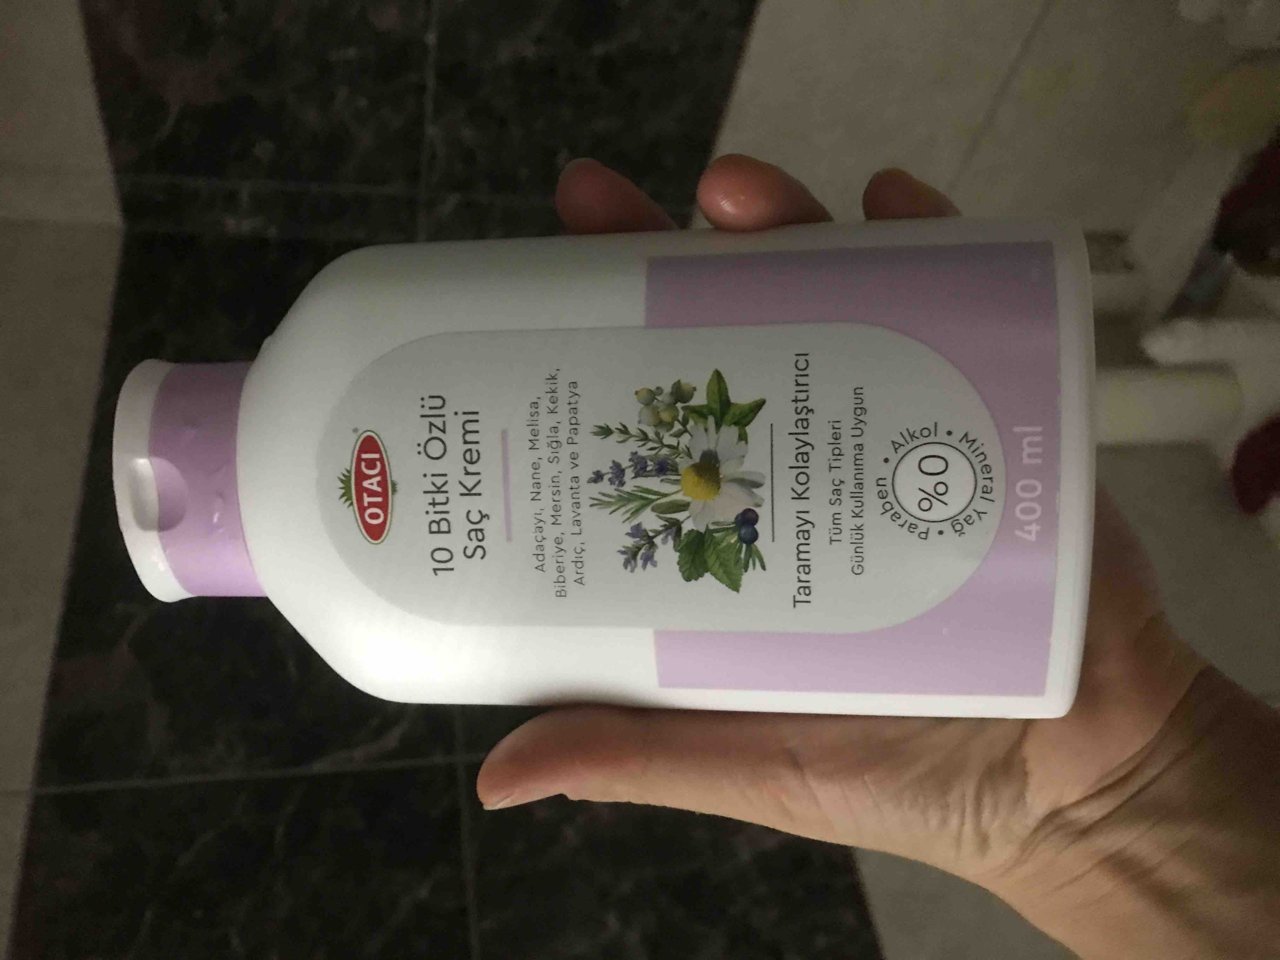 OTACI
10 Bitki Özlü
Saç Kremi
Adaçayı, Nane, Melisa,
Biberiye, Mersin, Sığla, Kekik,
Ardıç, Lavanta ve Papatya
Taramayı Kolaylaştırıcı
Tüm Saç Tipleri
Günlük Kullanıma Uygun
Paraben • Alkol • Mineral Yağ •
%0
400 ml